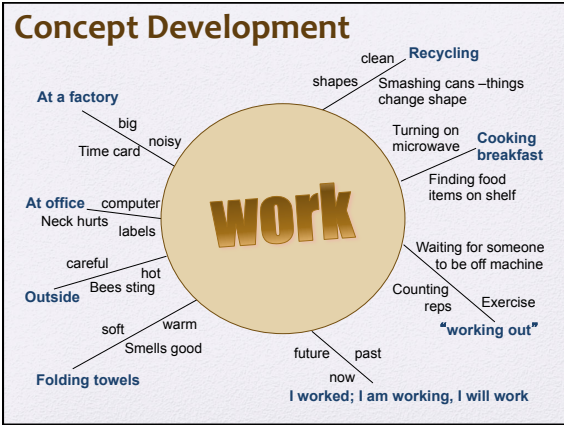 Concept Development
clean Recycling
shapes
Smashing cans –things
change shape
At a factory
big
noisy
Time card
Turning on
microwave
Cooking
breakfast
Finding food
items on shelf
At office
computer
Neck hurts
labels
work
careful
hot
Outside
Bees sting
Waiting for someone
to be off machine
Counting
reps
Exercise
"working out"
soft
warm
Smells good
Folding towels
future
past
now
I worked; I am working, I will work